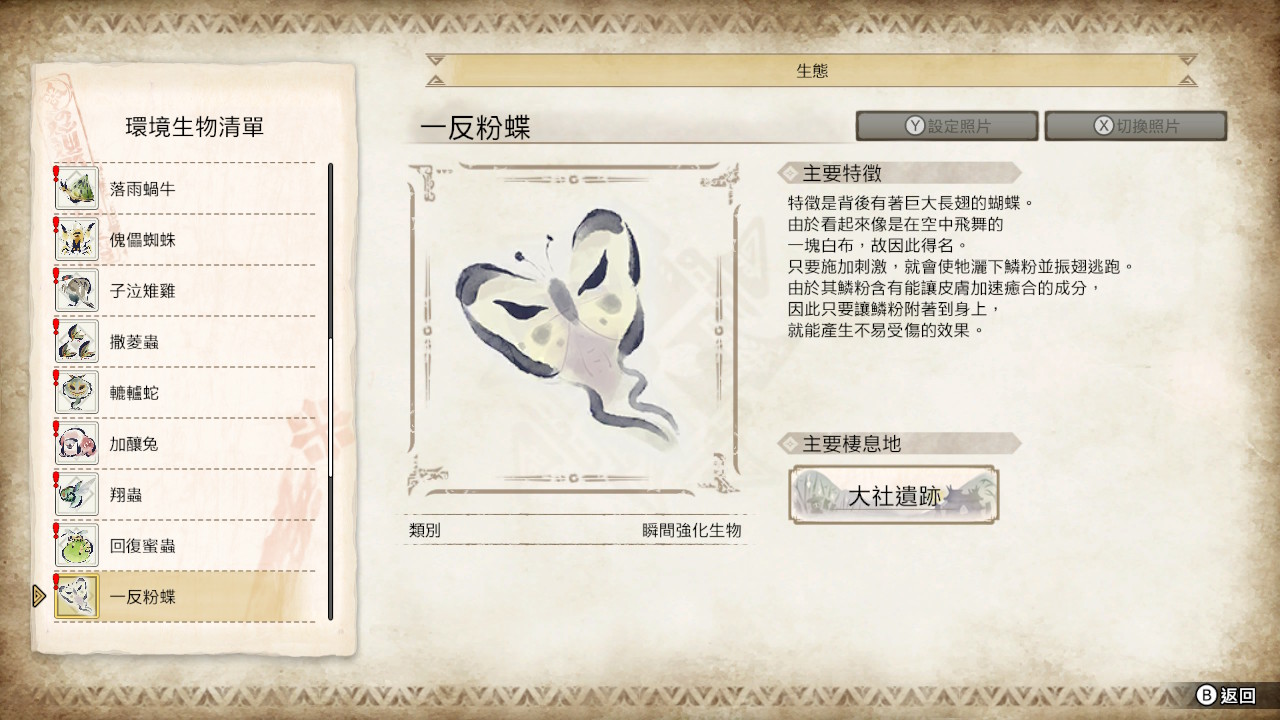 生態
環境生物清單
落雨蝸牛
傀儡蜘蛛
子泣雉雞
撒菱蟲
轆轤蛇
加釀兔
翔蟲
回復蜜蟲
一反粉蝶
一反粉蝶
Y設定照片
X切換照片
類別
瞬間強化生物
主要特徵
特徵是背後有著巨大長翅的蝴蝶。
由於看起來像是在空中飛舞的
一塊白布，故因此得名。
只要施加刺激，就會使牠灑下鱗粉並振翅逃跑。
由於其鱗粉含有能讓皮膚加速癒合的成分，
因此只要讓鱗粉附著到身上，
就能產生不易受傷的效果。
主要棲息地
大社遺跡
B返回